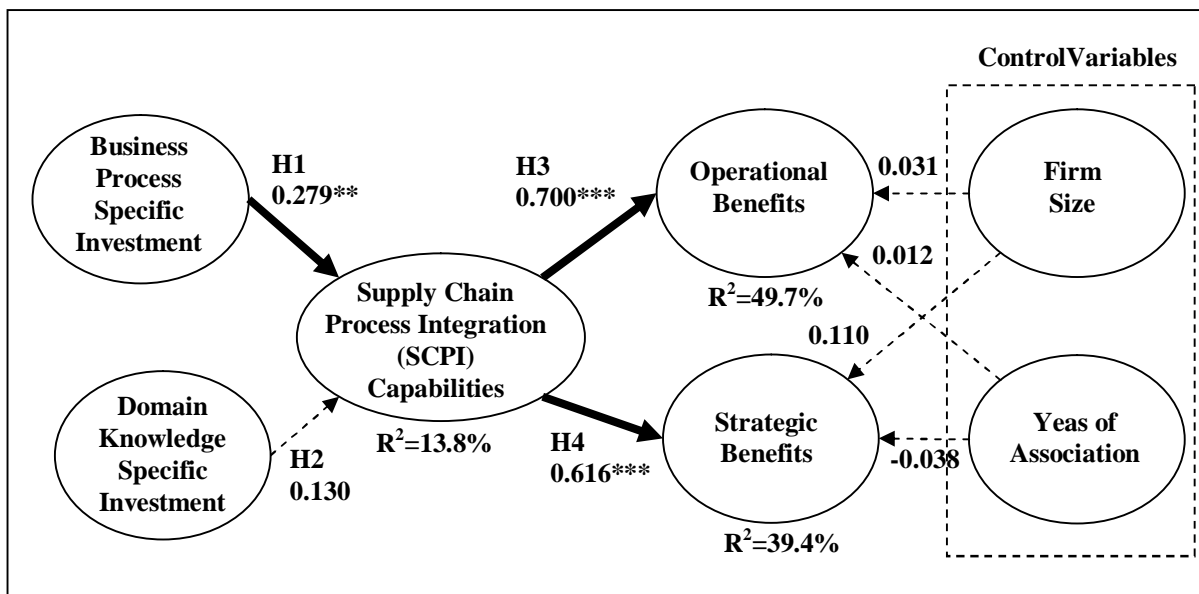 ControlVariables
Business
Process
Specific
Investment
H1
0.279**
H3
0.700***
Operational
Benefits
R²=49.7%
0.031
Firm
Size
0.012
0.110
Supply Chain
Process Integration
(SCPI)
Capabilities
R²=13.8%
Domain
Knowledge
Specific
Investment
H2
0.130
H4
0.616***
Strategic
Benefits
R²=39.4%
-0.038
Yeas of
Association